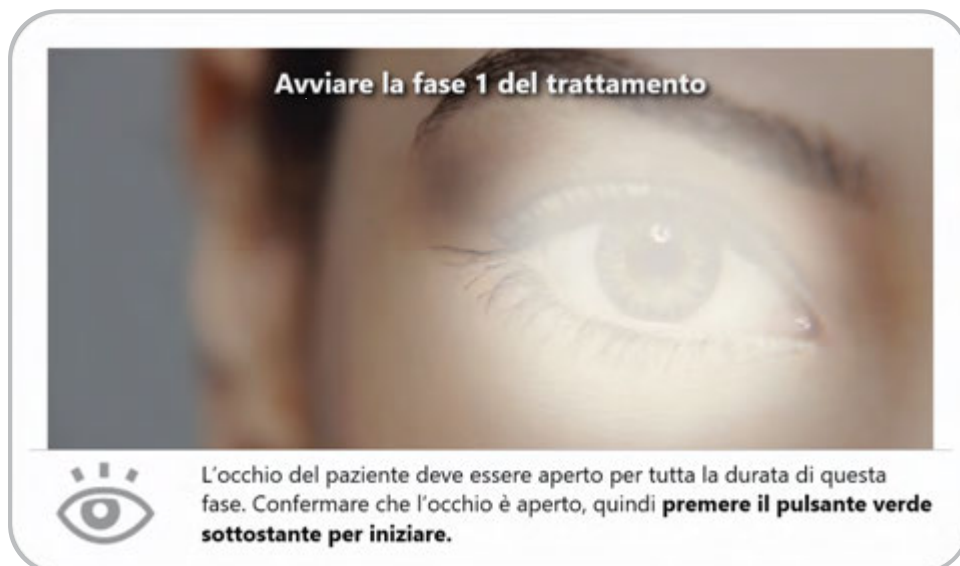 Avviare la fase 1 del trattamento
L'occhio del paziente deve essere aperto per tutta la durata di questa
fase. Confermare che l'occhio è aperto, quindi premere il pulsante verde
sottostante per iniziare.